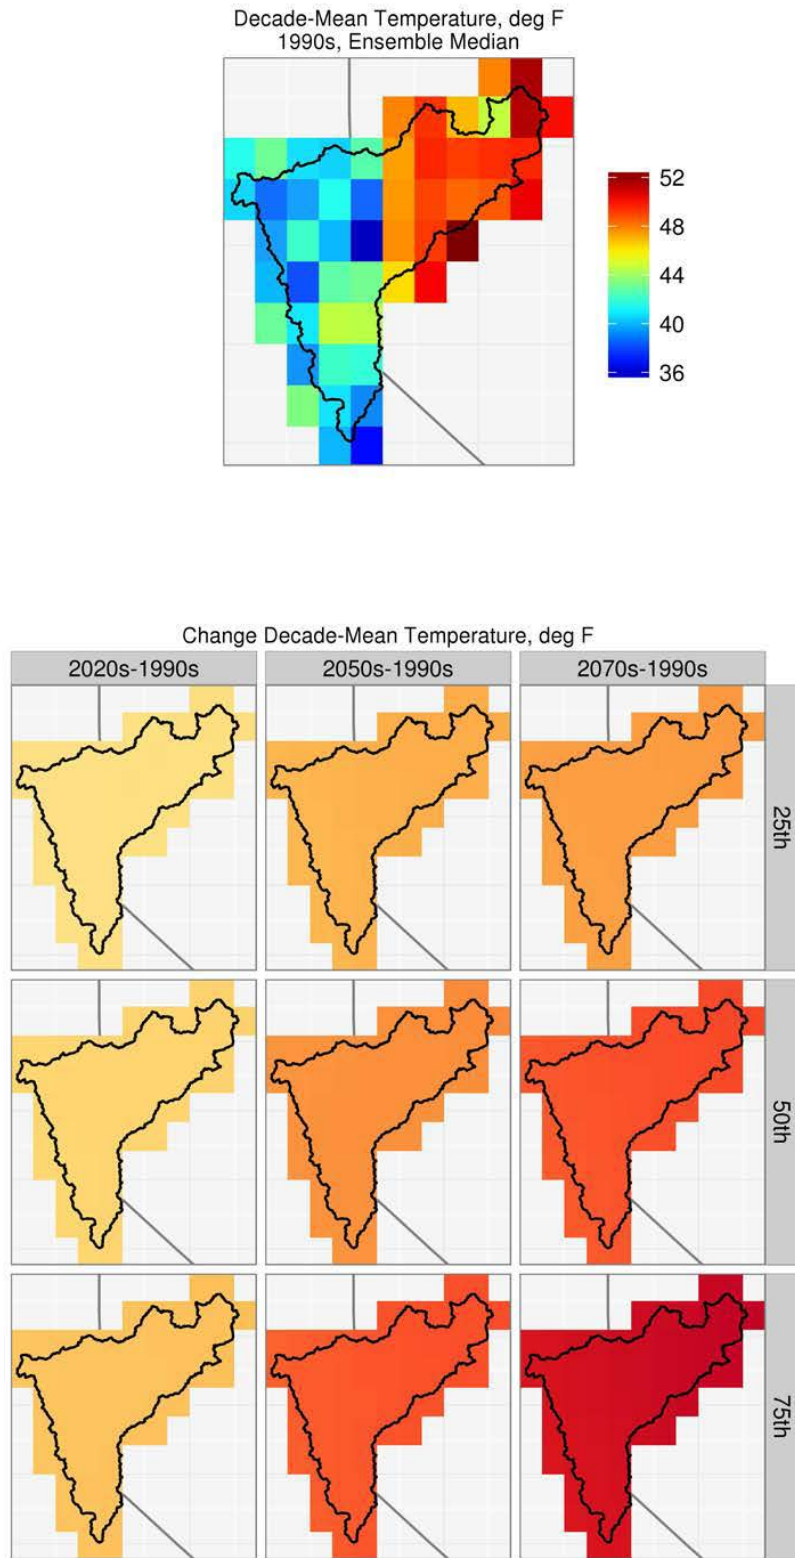 Decade-Mean Temperature, deg F
1990s, Ensemble Median
52
48
44
40
36
Change Decade-Mean Temperature, deg F
2020s-1990s
2050s-1990s
2070s-1990s
25th
50th
75th